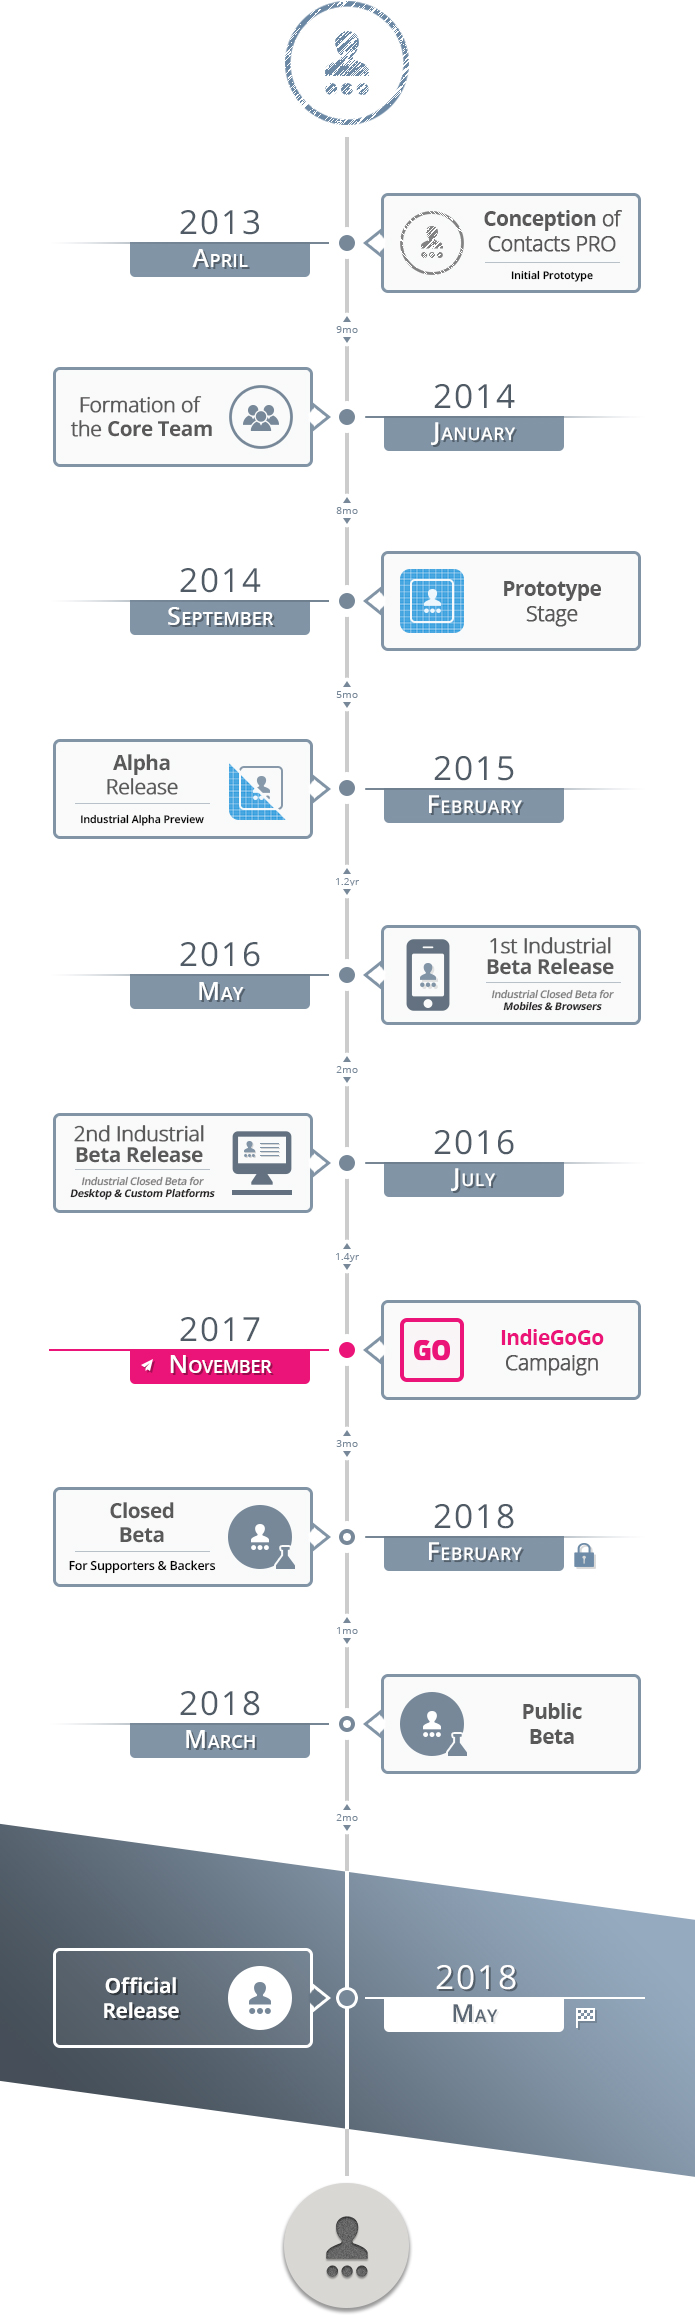 2013
April
Conception of
Contacts PRO
Initial Prototype
9mo
Formation of
the Core Team
2014
January
8mo
2014
September
Prototype
Stage
5mo
Alpha
Release
Industrial Alpha Preview
2015
February
1.2yr
2016
May
1st Industrial
Beta Release
Industrial Closed Beta for
Mobiles & Browsers
2mo
2nd Industrial
Beta Release
Industrial Closed Beta for
Desktop & Custom Platforms
2016
July
1.4yr
2017
November
GO
IndieGoGo
Campaign
3mo
Closed
Beta
For Supporters & Backers
2018
February
1mo
2018
March
Public
Beta
2mo
Official
Release
2018
May